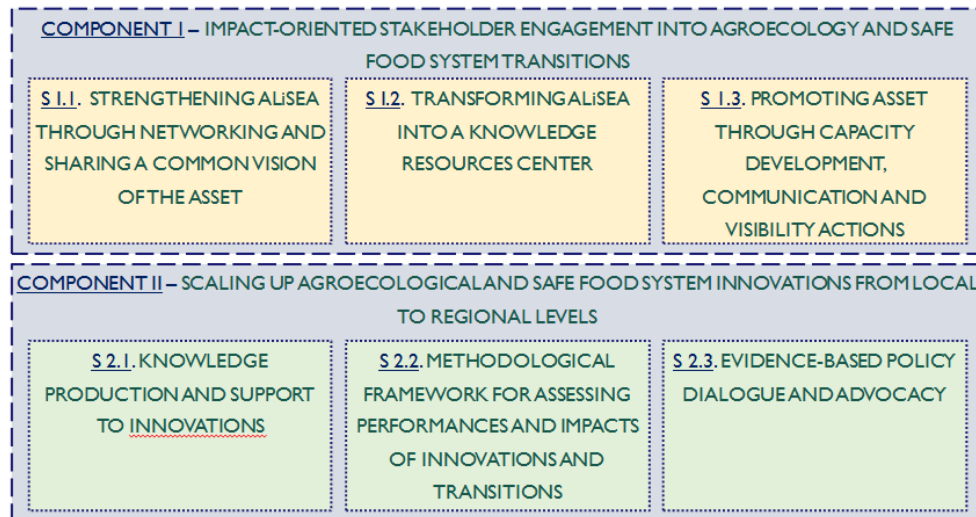 COMPONENT I – IMPACT-ORIENTED STAKEHOLDER ENGAGEMENT INTO AGROECOLOGY AND SAFE
FOOD SYSTEM TRANSITIONS
S 1.1. STRENGTHENING ALiSEA
THROUGH NETWORKING AND
SHARING A COMMON VISION
OF THE ASSET
S 1.2. TRANSFORMING ALiSEA
INTO A KNOWLEDGE
RESOURCES CENTER
S 1.3. PROMOTING ASSET
THROUGH CAPACITY
DEVELOPMENT,
COMMUNICATION AND
VISIBILITY ACTIONS
COMPONENT II – SCALING UP AGROECOLOGICAL AND SAFE FOOD SYSTEM INNOVATIONS FROM LOCAL
TO REGIONAL LEVELS
S 2.1. KNOWLEDGE
PRODUCTION AND SUPPORT
TO INNOVATIONS
S 2.2. METHODOLOGICAL
FRAMEWORK FOR ASSESSING
PERFORMANCES AND IMPACTS
OF INNOVATIONS AND
TRANSITIONS
S 2.3. EVIDENCE-BASED POLICY
DIALOGUE AND ADVOCACY